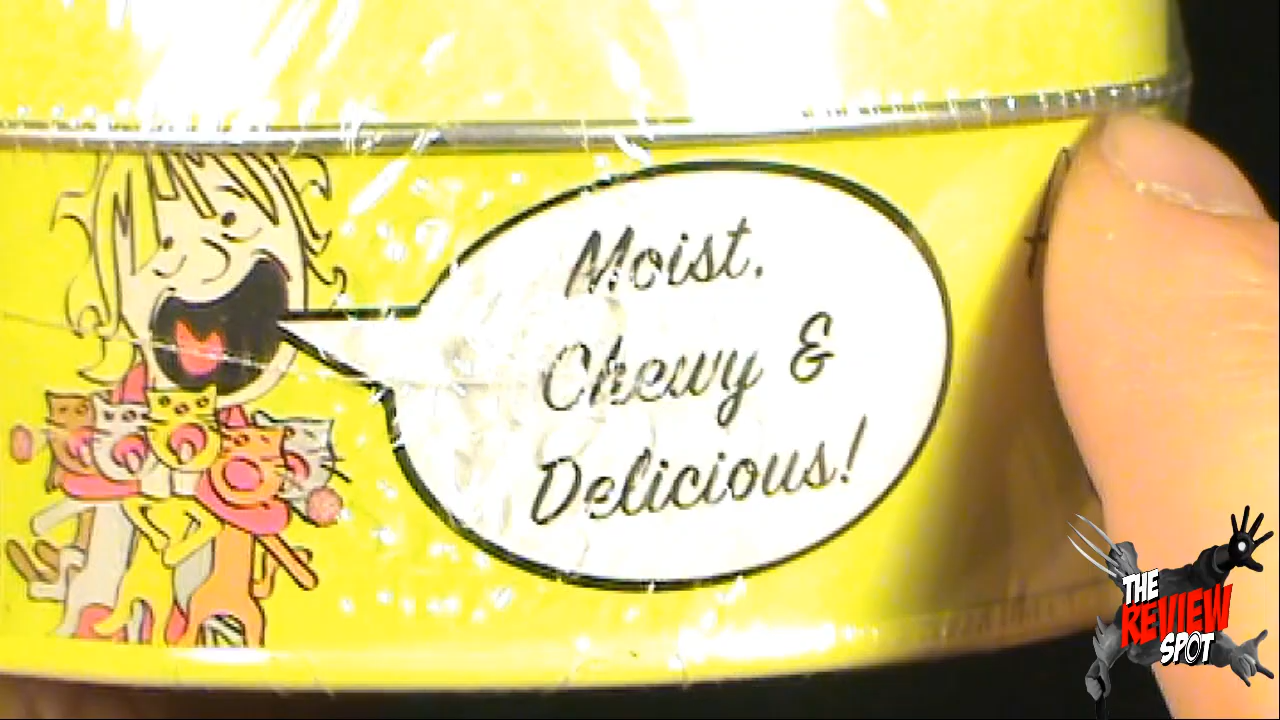 Moist,
Chewy &
Delicious!
THE
REVIEW
SPOT